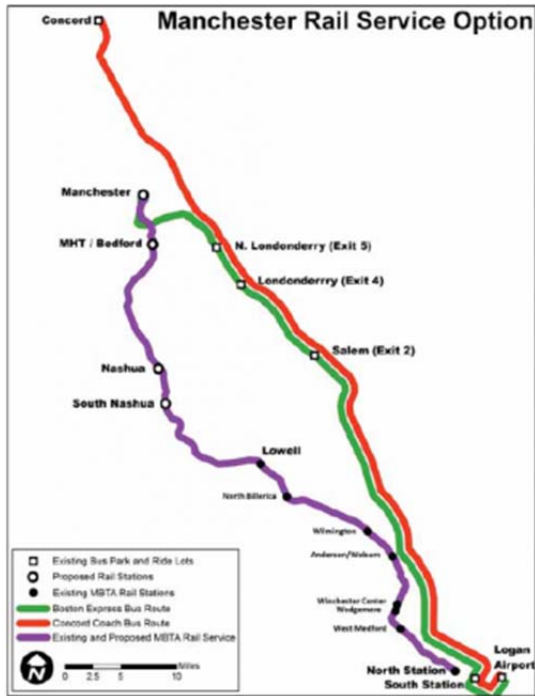 Manchester Rail Service Option
Concord
Manchester
MHT / Bedford
N. Londonderry (Exit 5)
Londonderrry (Exit 4)
Salem (Exit 2)
Nashua
South Nashua
Lowell
North Billerica
Wilmington
Anderson/Woburn
Winchester Center
Wedgemere
West Medford
Logan
Airport
North Station
South Station
Existing Bus Park and Ride Lots
Proposed Rail Stations
Existing MBTA Rail Stations
Boston Express Bus Route
Concord Coach Bus Route
Existing and Proposed MBTA Rail Service
N
Miles
0 2.5 5 10